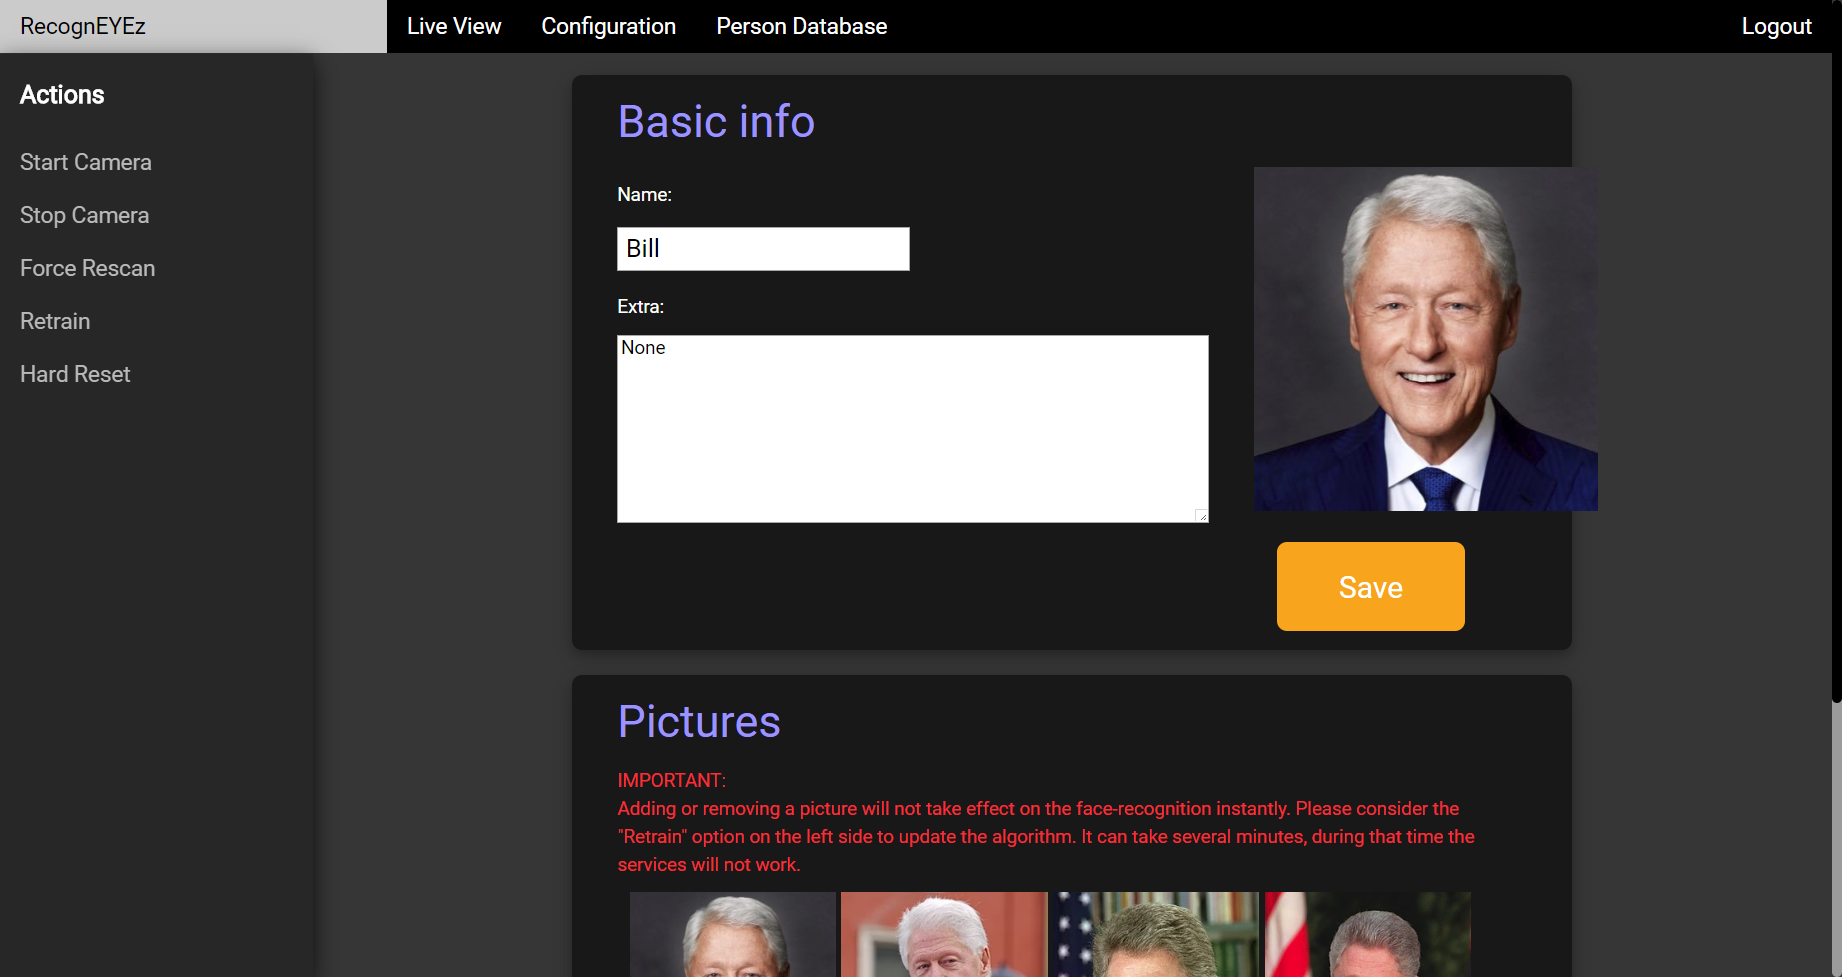 RecognEYEz
Live View
Configuration
Person Database
Logout
Actions
Start Camera
Stop Camera
Force Rescan
Retrain
Hard Reset
Basic info
Name:
Bill
Extra:
None
Save
Pictures
IMPORTANT:
Adding or removing a picture will not take effect on the face-recognition instantly. Please consider the
"Retrain" option on the left side to update the algorithm. It can take several minutes, during that time the
services will not work.